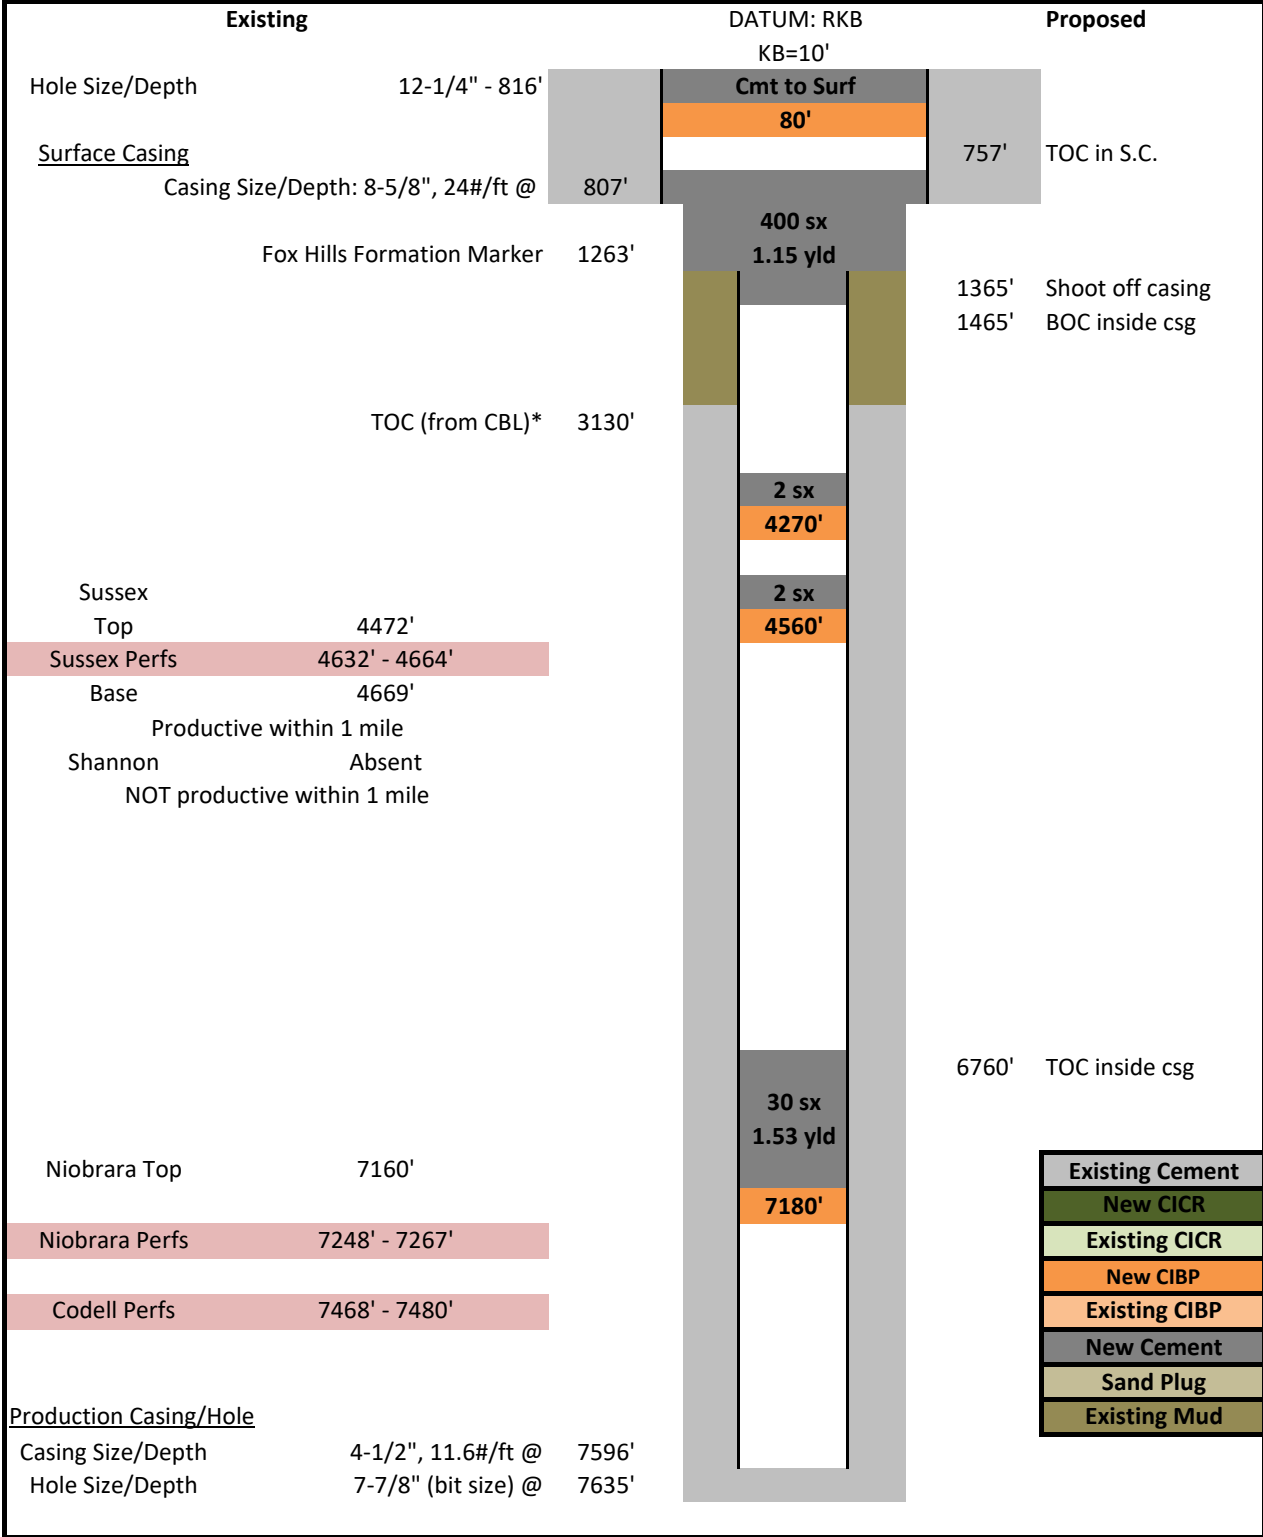 Existing DATUM: RKB Proposed
KB=10'
Hole Size/Depth 12-1/4" - 816' Cmt to Surf
80'
Surface Casing 757' TOC in S.C.
Casing Size/Depth: 8-5/8", 24#/ft @ 807'
400 sx
Fox Hills Formation Marker 1263' 1.15 yld
1365' Shoot off casing
1465' BOC inside csg
TOC (from CBL)* 3130'
2 sx
4270'
Sussex 2 sx
Top 4472' 4560'
Sussex Perfs 4632' - 4664'
Base 4669'
Productive within 1 mile
Shannon Absent
NOT productive within 1 mile
6760' TOC inside csg
30 sx
1.53 yld
Niobrara Top 7160' Existing Cement
7180' New CICR
Niobrara Perfs 7248' - 7267' Existing CICR
New CIBP
Codell Perfs 7468' - 7480' Existing CIBP
New Cement
Sand Plug
Production Casing/Hole Existing Mud
Casing Size/Depth 4-1/2", 11.6#/ft @ 7596'
Hole Size/Depth 7-7/8" (bit size) @ 7635'